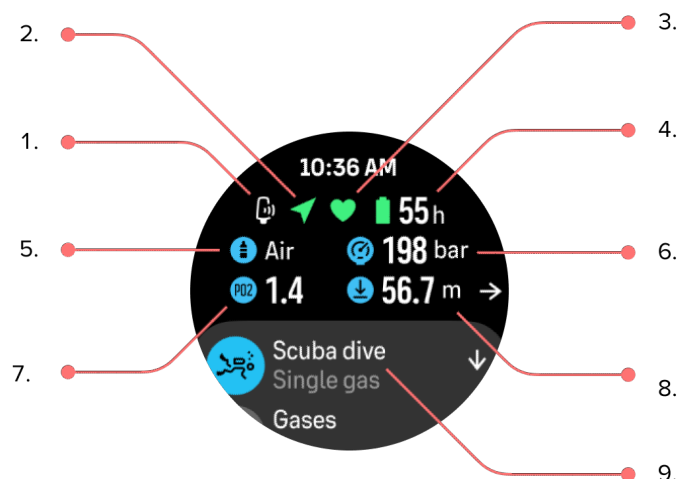 2.
3.
1.
4.
10:36 AM
55h
5.
Air
198 bar
6.
PO2
1.4
56.7 m
7.
8.
Scuba dive
Single gas
Gases
9.